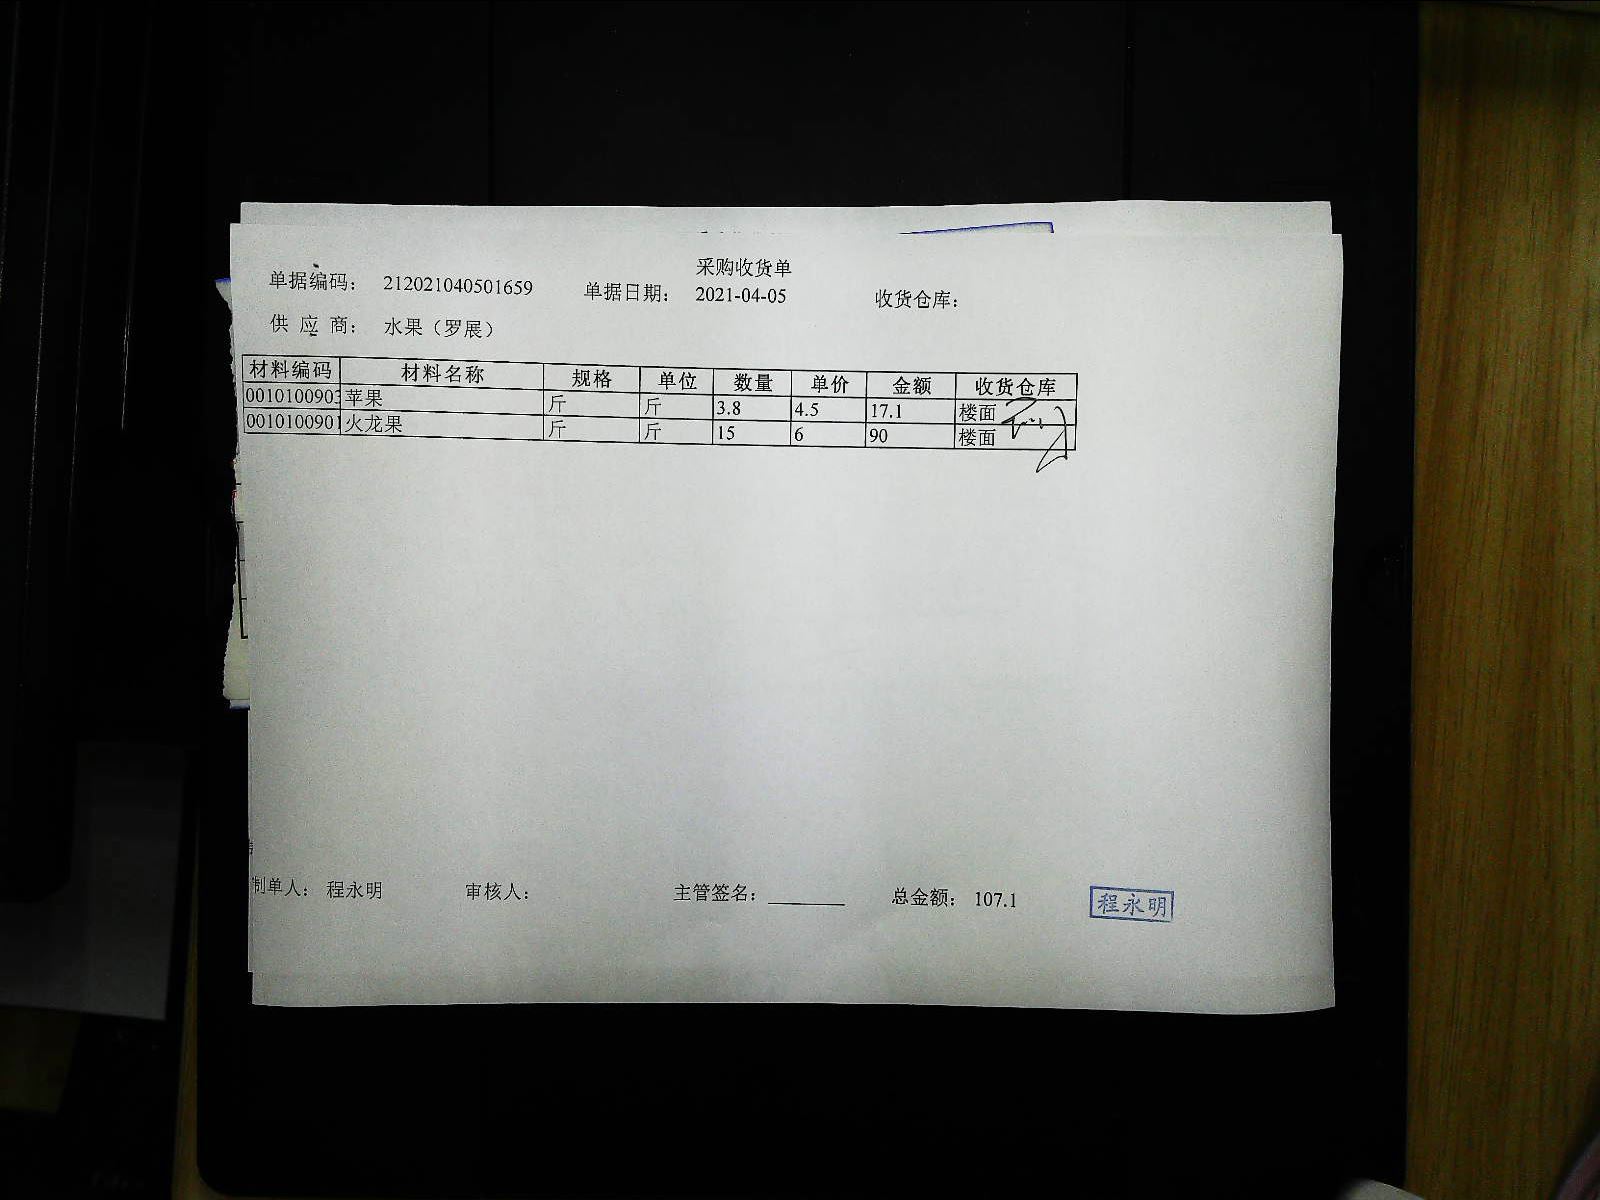 采购收货单
单据编码： 212021040501659 单据日期： 2021-04-05 收货仓库：
供 应 商： 水果（罗展）
材料编码 材料名称 规格 单位 数量 单价 金额 收货仓库
0010100903 苹果 斤 斤 3.8 4.5 17.1 楼面
0010100901 火龙果 斤 斤 15 6 90 楼面
制单人： 程永明 审核人： 主管签名： 总金额： 107.1 程永明